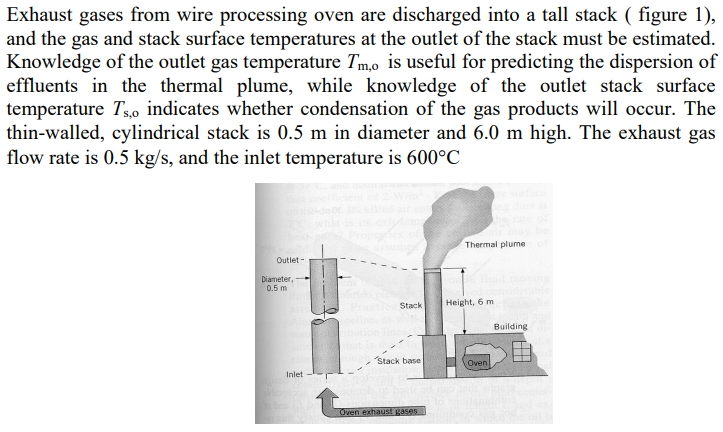 Exhaust gases from wire processing oven are discharged into a tall stack ( figure 1),
and the gas and stack surface temperatures at the outlet of the stack must be estimated.
Knowledge of the outlet gas temperature Tm,o is useful for predicting the dispersion of
effluents in the thermal plume, while knowledge of the outlet stack surface
temperature Ts,o indicates whether condensation of the gas products will occur. The
thin-walled, cylindrical stack is 0.5 m in diameter and 6.0 m high. The exhaust gas
flow rate is 0.5 kg/s, and the inlet temperature is 600°C
Thermal plume
Outlet
Diameter,
0.5 m
Stack
Height, 6 m
Building
Stack base
Oven
Inlet
Oven exhaust gases